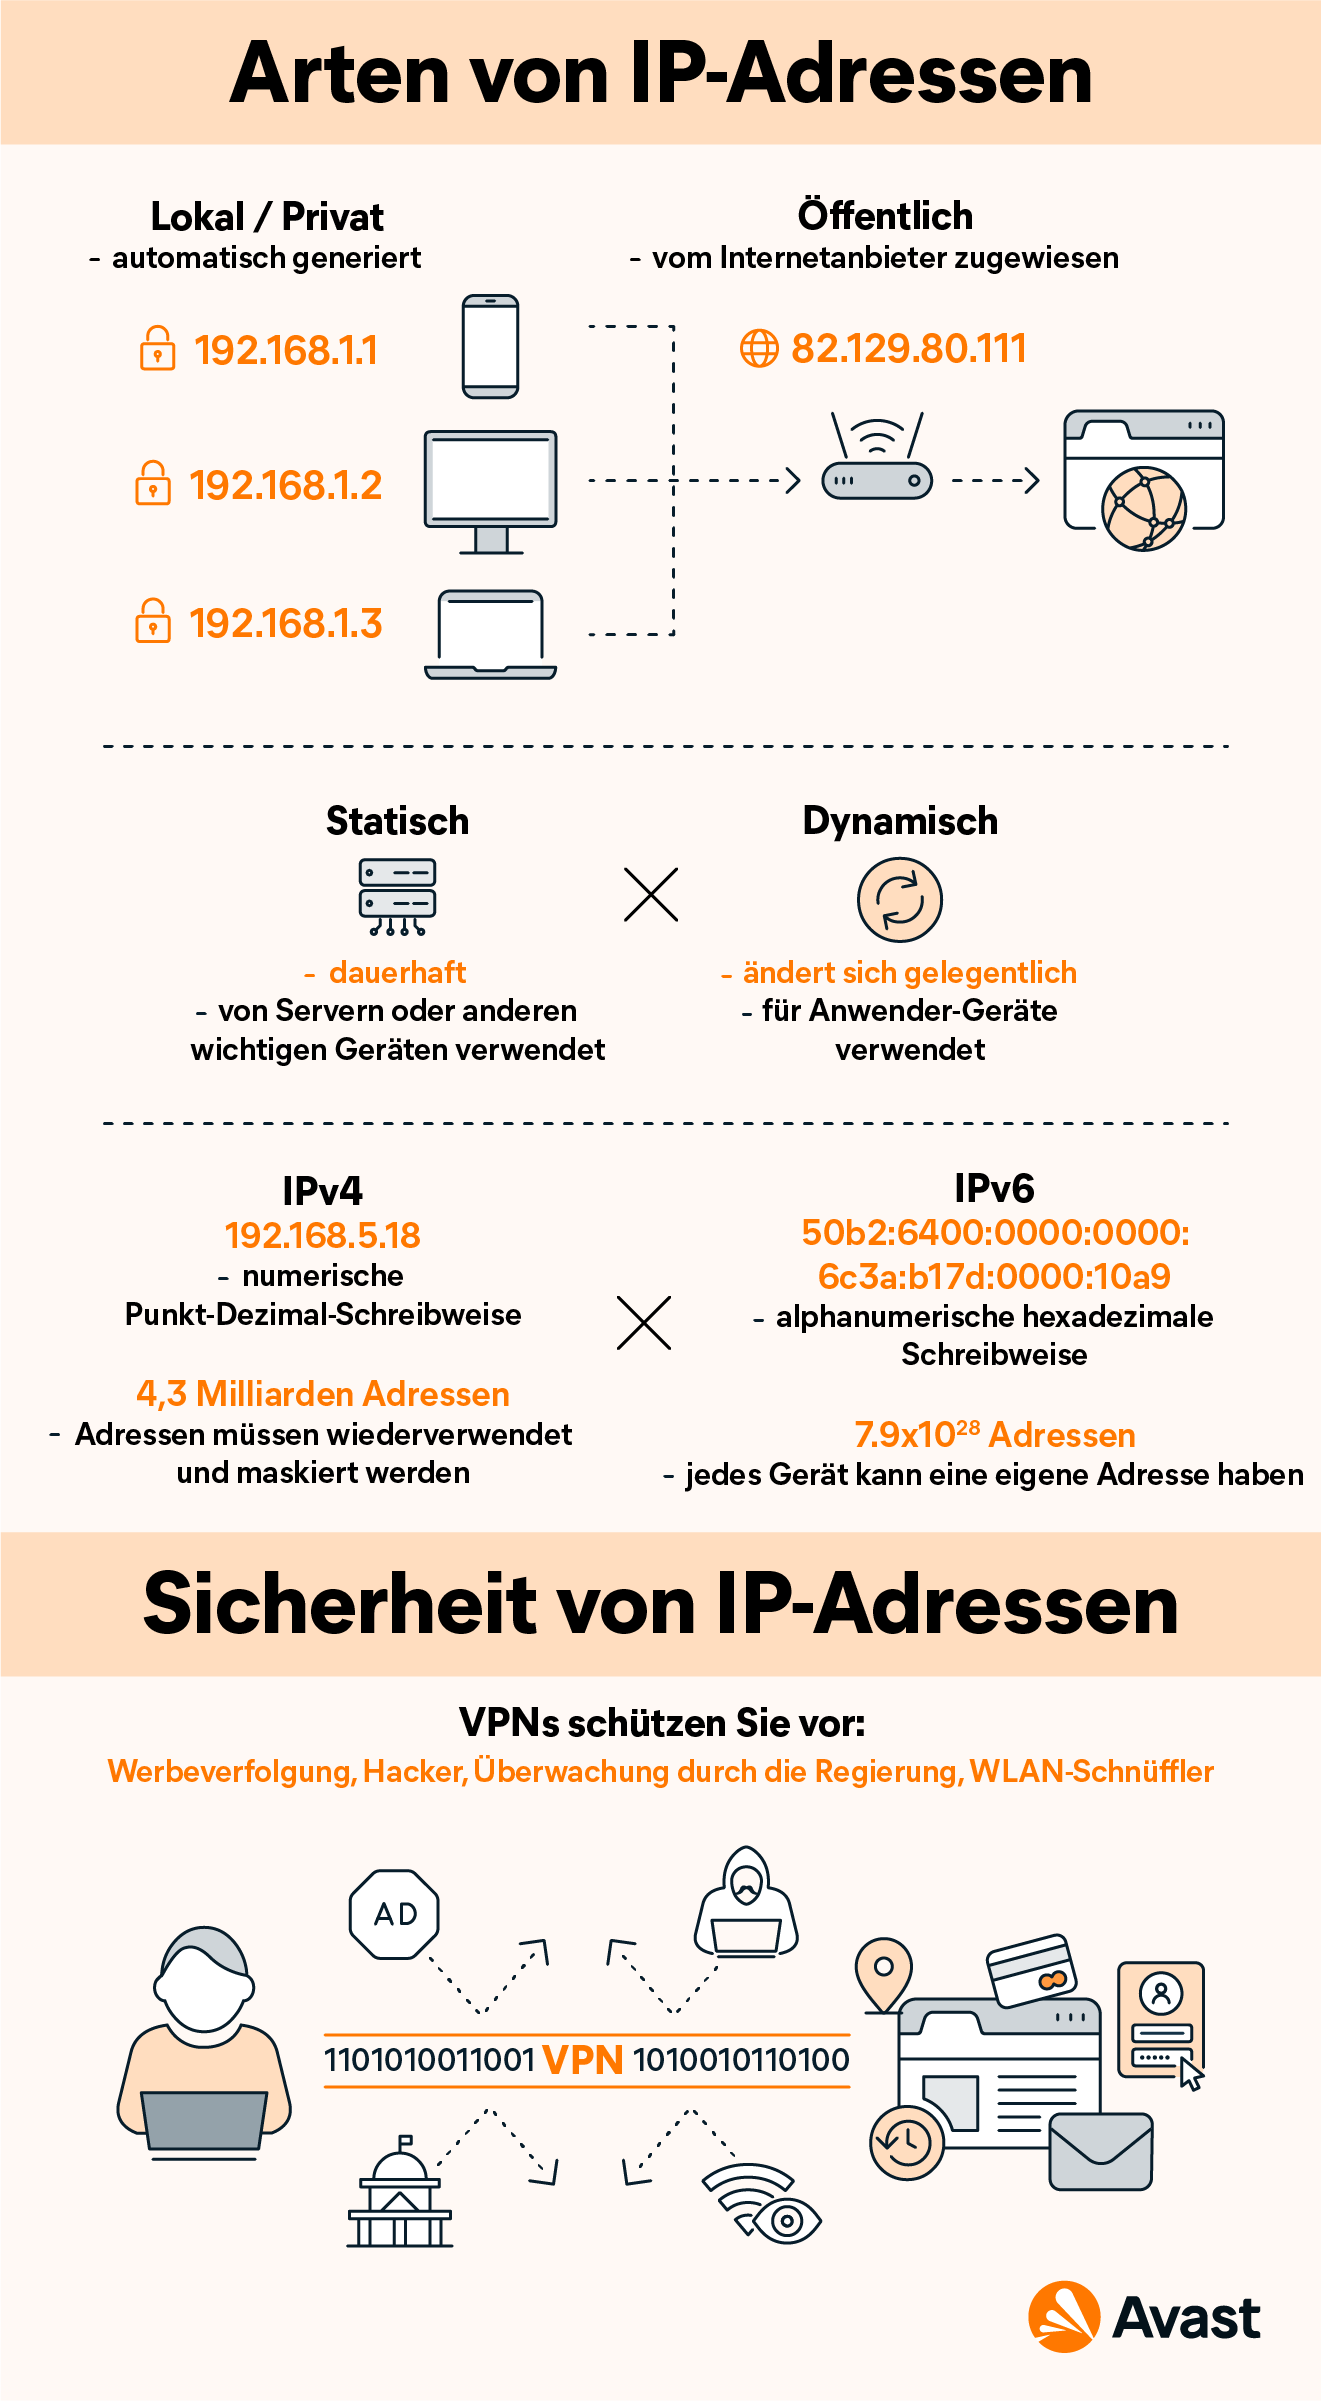 Arten von IP-Adressen
Lokal / Privat
- automatisch generiert
192.168.1.1
192.168.1.2
192.168.1.3
Öffentlich
- vom Internetanbieter zugewiesen
82.129.80.111
Statisch
- dauerhaft
- von Servern oder anderen
wichtigen Geräten verwendet
Dynamisch
- ändert sich gelegentlich
- für Anwender-Geräte
verwendet
IPv4
192.168.5.18
- numerische
Punkt-Dezimal-Schreibweise
4,3 Milliarden Adressen
- Adressen müssen wiederverwendet
und maskiert werden
IPv6
50b2:6400:0000:0000:
6c3a:b17d:0000:10a9
- alphanumerische hexadezimale
Schreibweise
7.9x10²⁸ Adressen
- jedes Gerät kann eine eigene Adresse haben
Sicherheit von IP-Adressen
VPNs schützen Sie vor:
Werbeverfolgung, Hacker, Überwachung durch die Regierung, WLAN-Schnüffler
AD
1101010011001 VPN 1010010110100
Avast